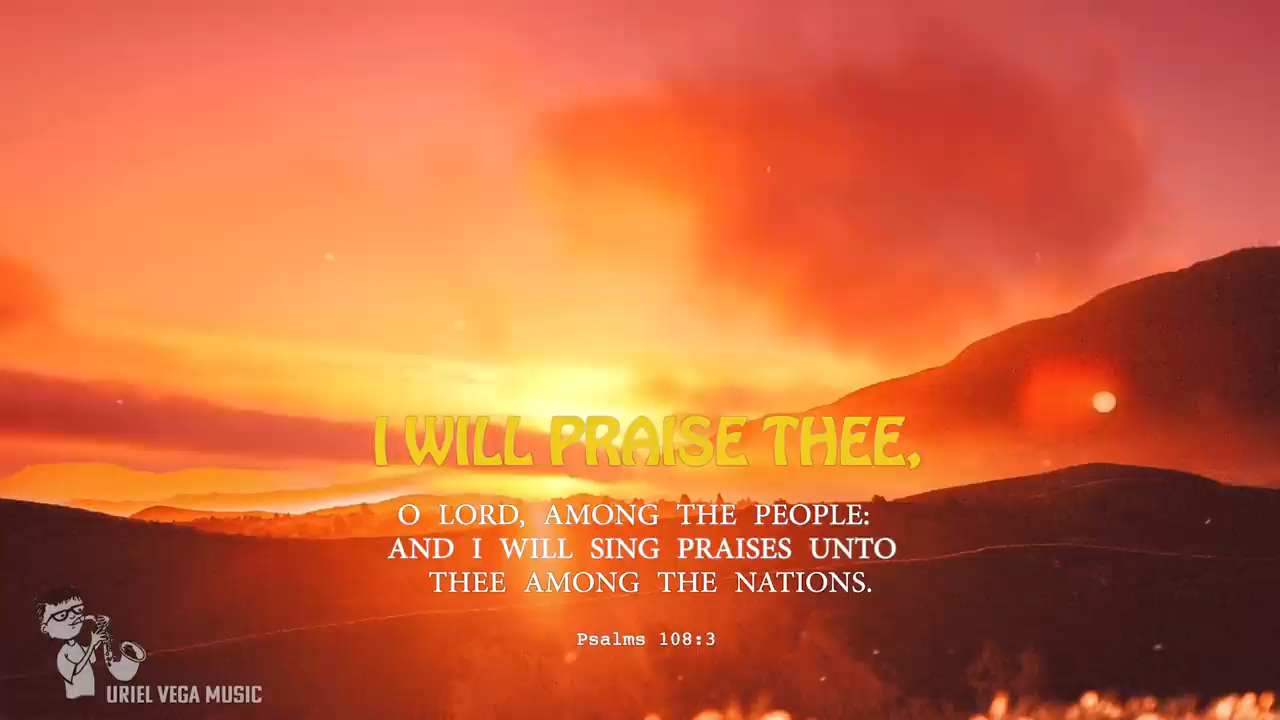 I WILL PRAISE THEE,
O LORD, AMONG THE PEOPLE:
AND I WILL SING PRAISES UNTO
THEE AMONG THE NATIONS.
Psalms 108:3
URIEL VEGA MUSIC